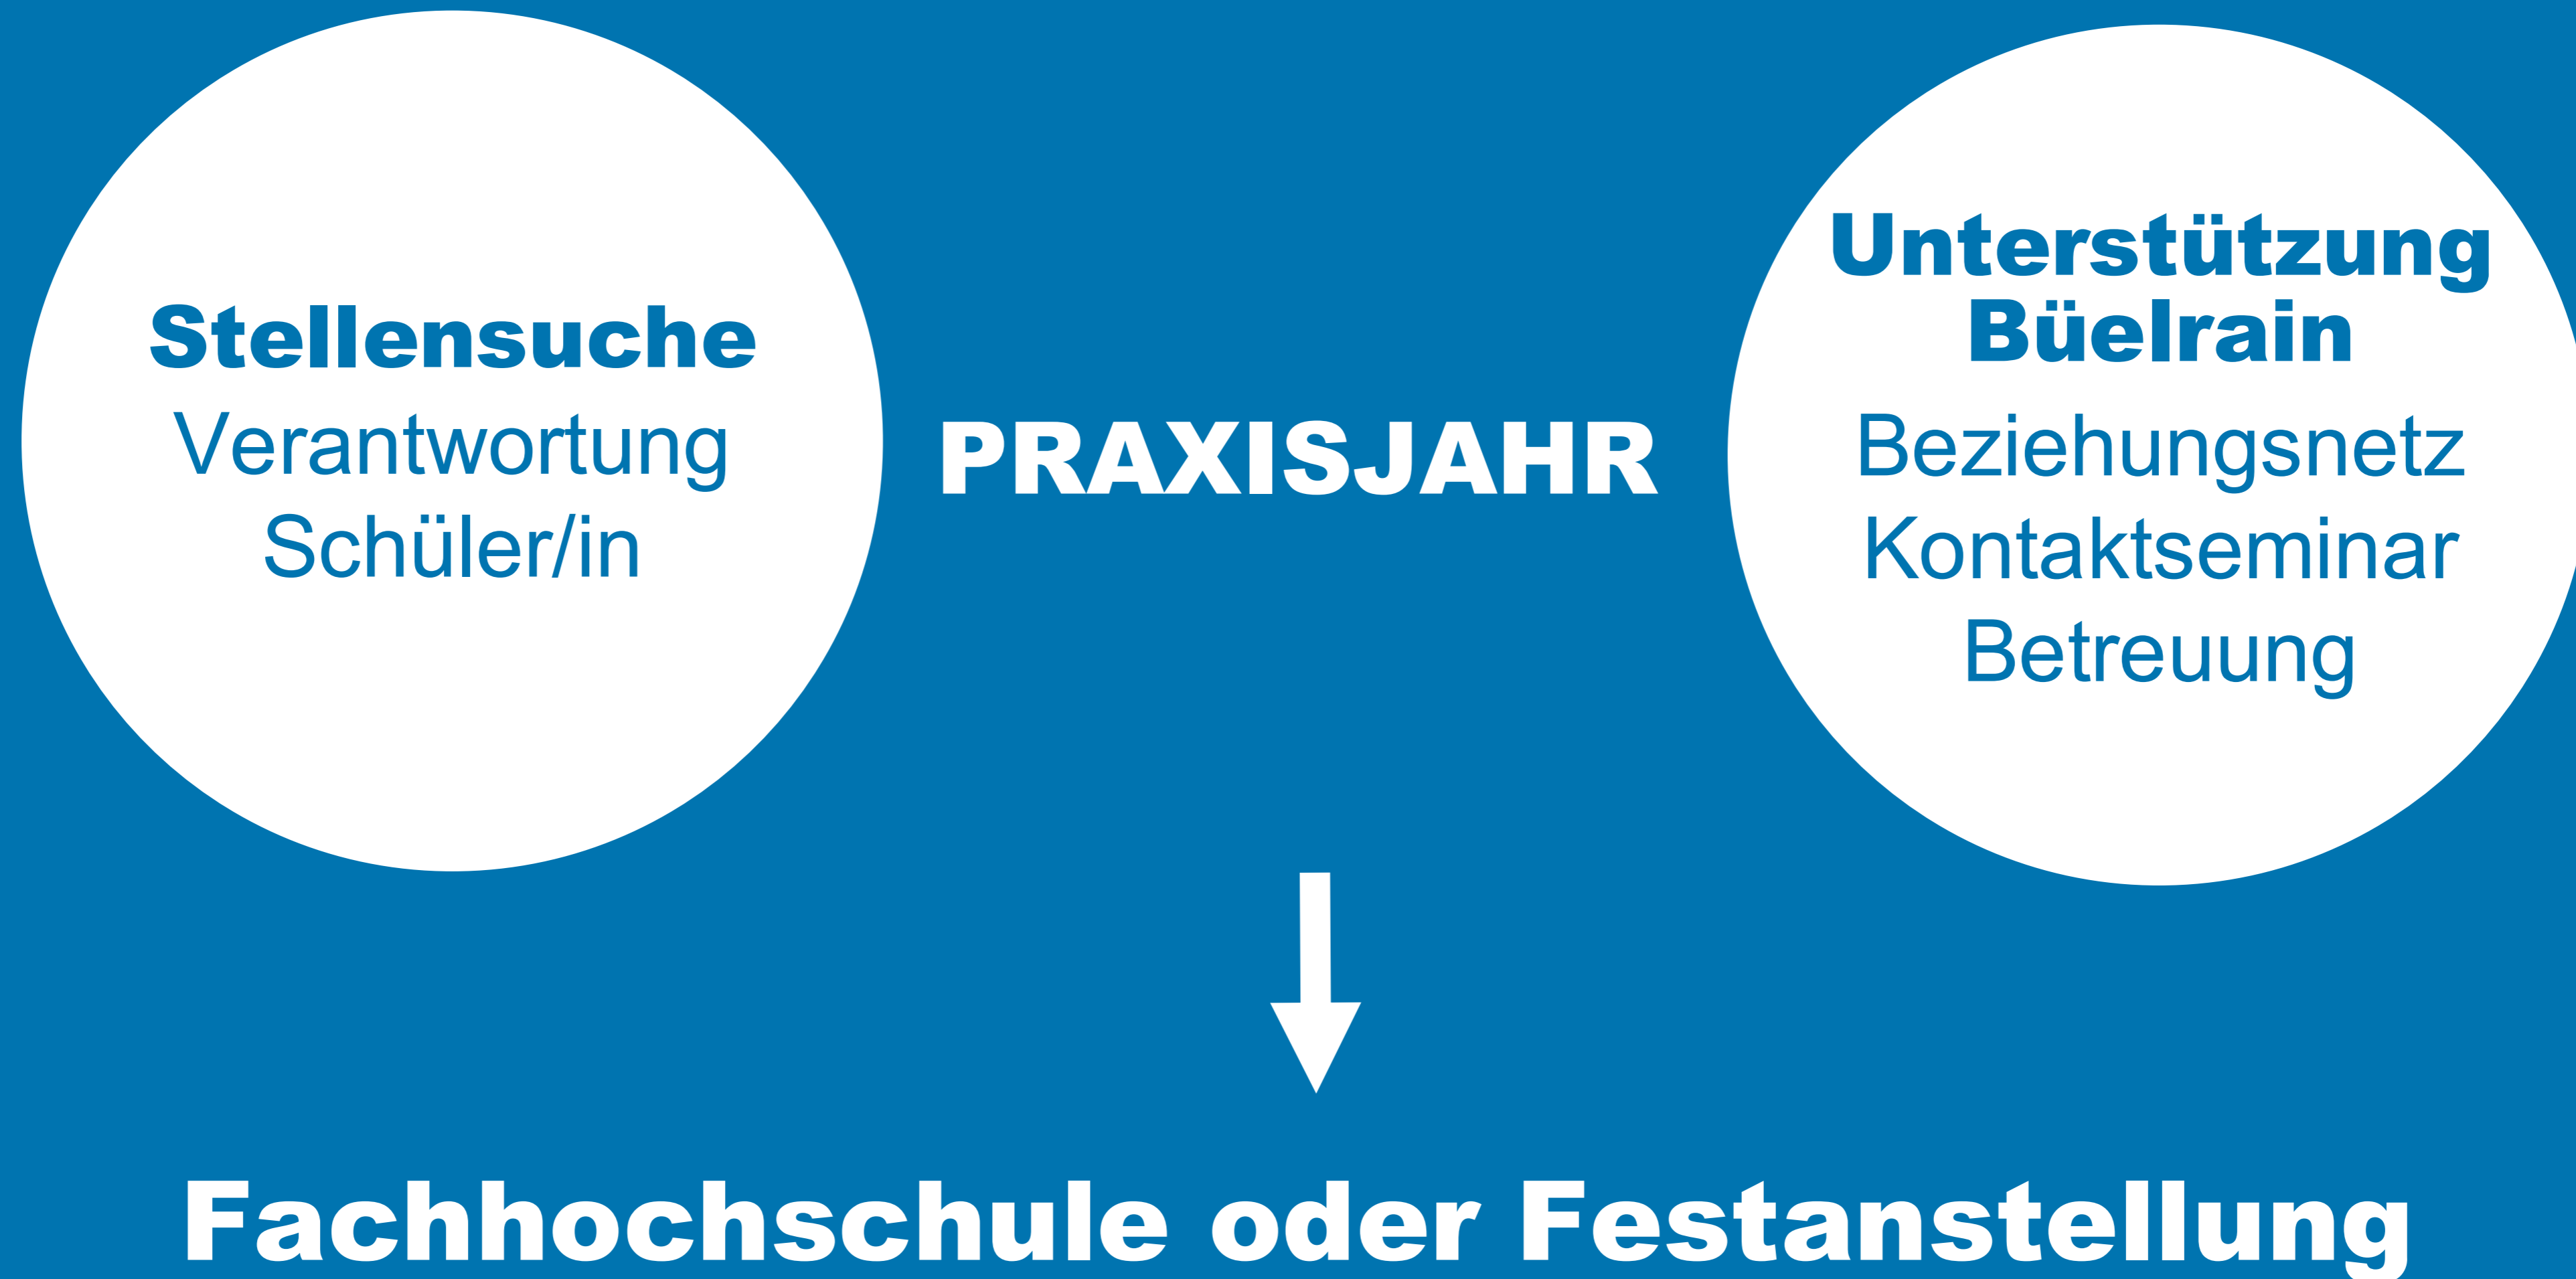 Stellensuche
Verantwortung
Schüler/in
PRAXISJAHR
Unterstützung
Büelrain
Beziehungsnetz
Kontaktseminar
Betreuung
Fachhochschule oder Festanstellung